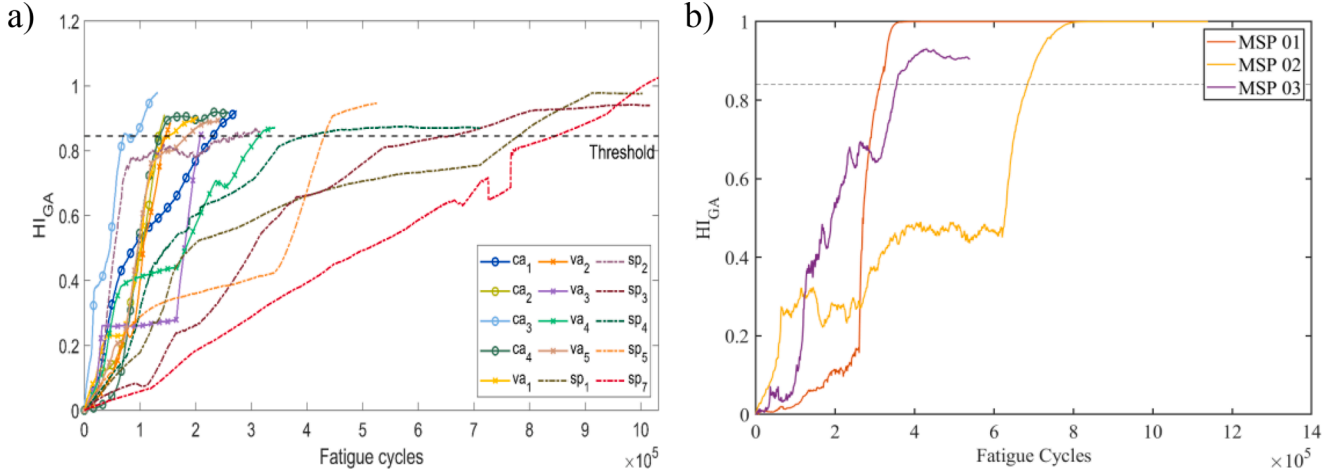 a)
1.2
1
0.8
0.6
0.4
0.2
0
HI_GA
Threshold
ca_1 va_2 sp_2
ca_2 va_3 sp_3
ca_3 va_4 sp_4
ca_4 va_5 sp_5
va_1 sp_1 sp_7
0 1 2 3 4 5 6 7 8 9 10
Fatigue cycles
×10^5
b)
1
0.8
0.6
0.4
0.2
0
HI_GA
MSP 01
MSP 02
MSP 03
0 2 4 6 8 10 12 14
Fatigue Cycles
×10^5